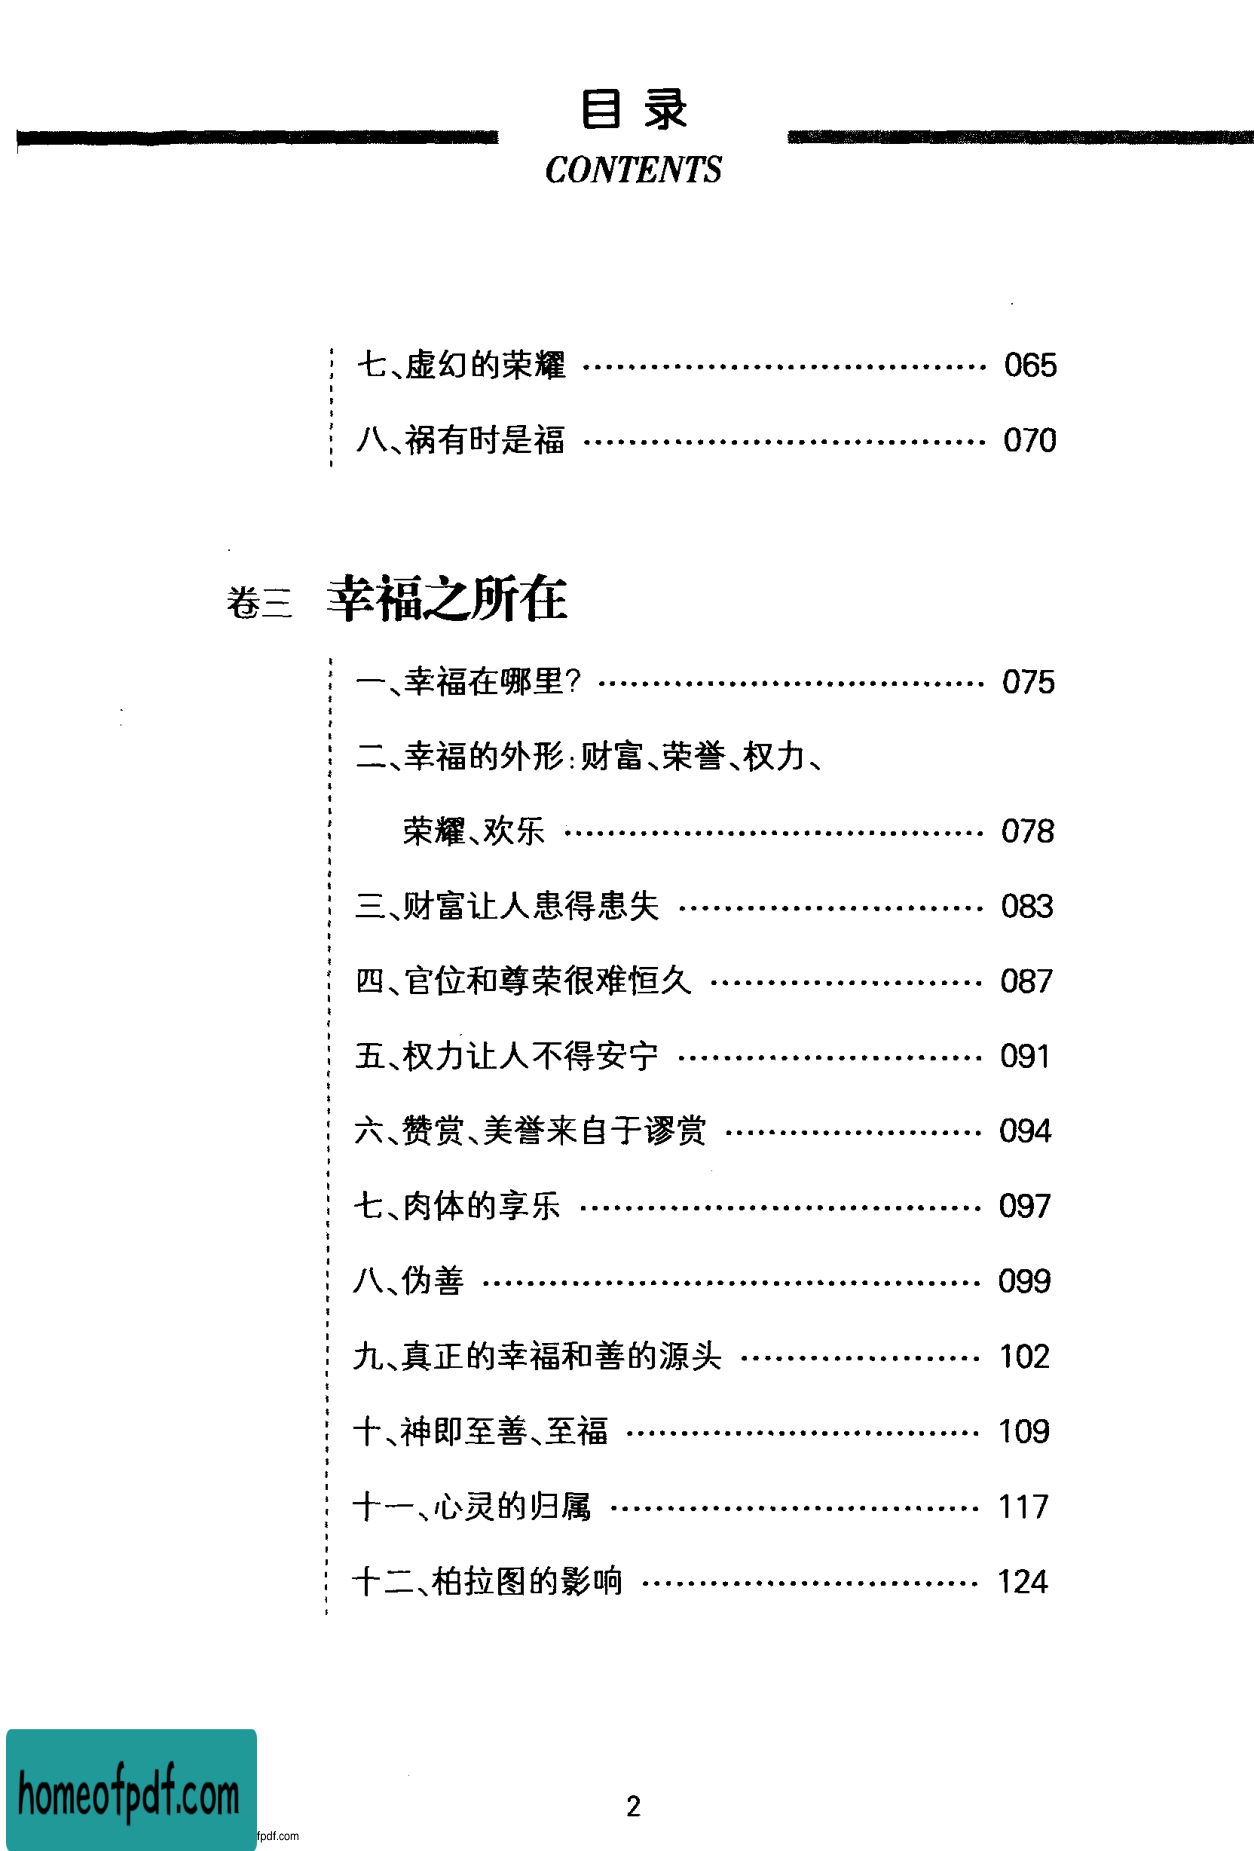 目录
CONTENTS
七、虚幻的荣耀 ………………………………… 065
八、祸有时是福 ………………………………… 070
卷三 幸福之所在
一、幸福在哪里? ………………………………… 075
二、幸福的外形:财富、荣誉、权力、
荣耀、欢乐 ………………………………… 078
三、财富让人患得患失 ………………………… 083
四、官位和尊荣很难恒久 ……………………… 087
五、权力让人不得安宁 ………………………… 091
六、赞赏、美誉来自于谬赏 …………………… 094
七、肉体的享乐 ………………………………… 097
八、伪善 ………………………………………… 099
九、真正的幸福和善的源头 …………………… 102
十、神即至善、至福 …………………………… 109
十一、心灵的归属 ……………………………… 117
十二、柏拉图的影响 …………………………… 124
homeofpdf.com
fpdf.com
2